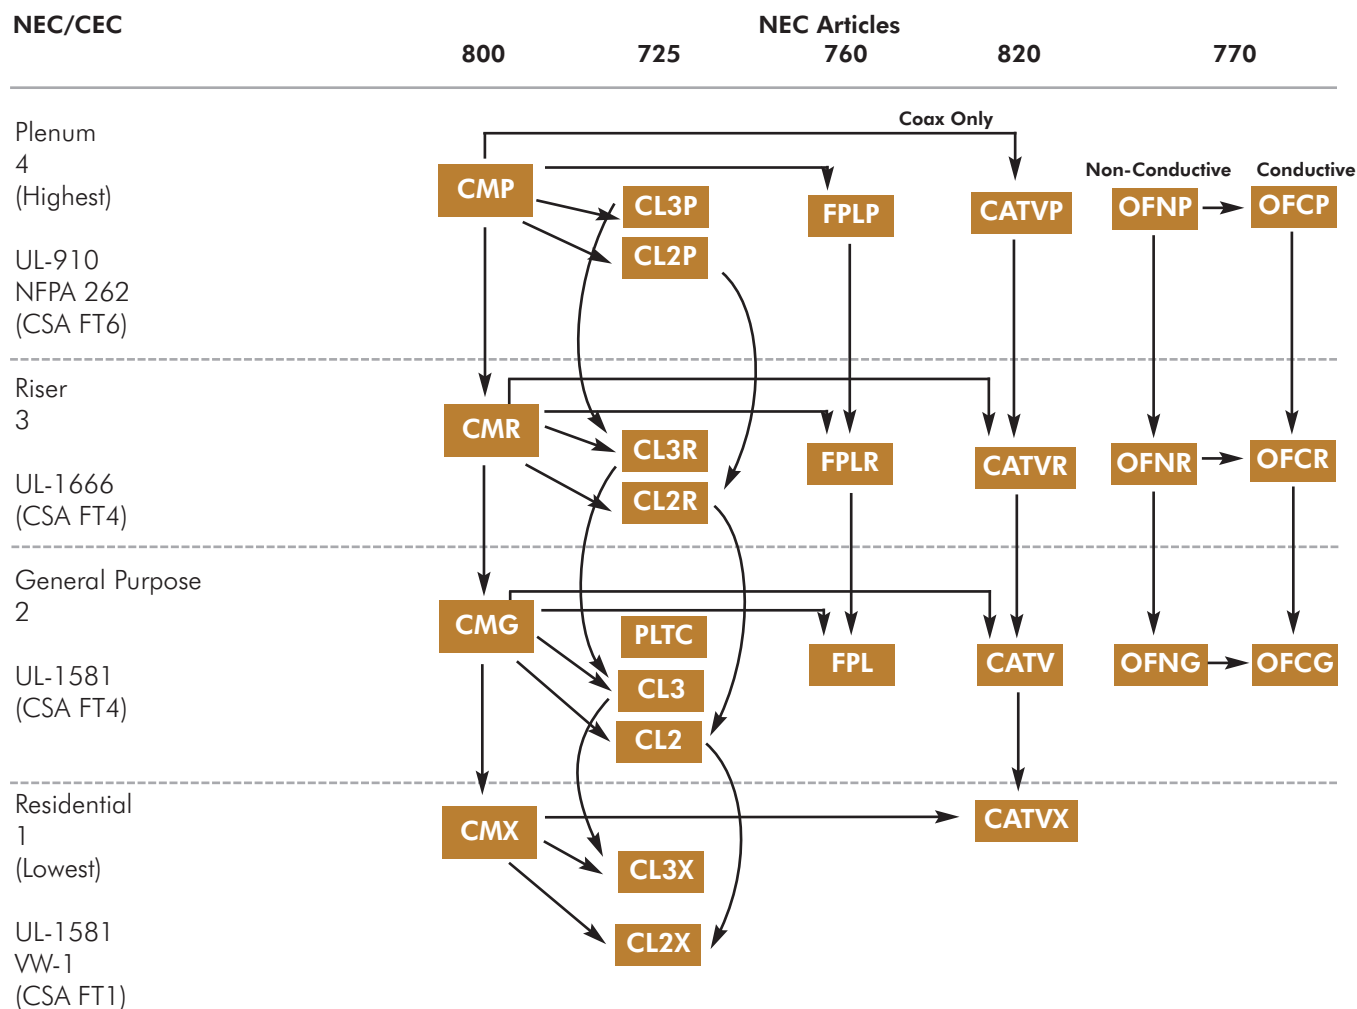 NEC/CEC
NEC Articles
800 725 760 820 770
Plenum
4
(Highest)
UL-910
NFPA 262
(CSA FT6)
Coax Only
Non-Conductive Conductive
CMP CL3P FPLP CATVP OFNP OFCP
CL2P
Riser
3
UL-1666
(CSA FT4)
CMR CL3R FPLR CATVR OFNR OFCR
CL2R
General Purpose
2
UL-1581
(CSA FT4)
CMG PLTC FPL CATV OFNG OFCG
CL3
CL2
Residential
1
(Lowest)
UL-1581
VW-1
(CSA FT1)
CMX CATVX
CL3X
CL2X